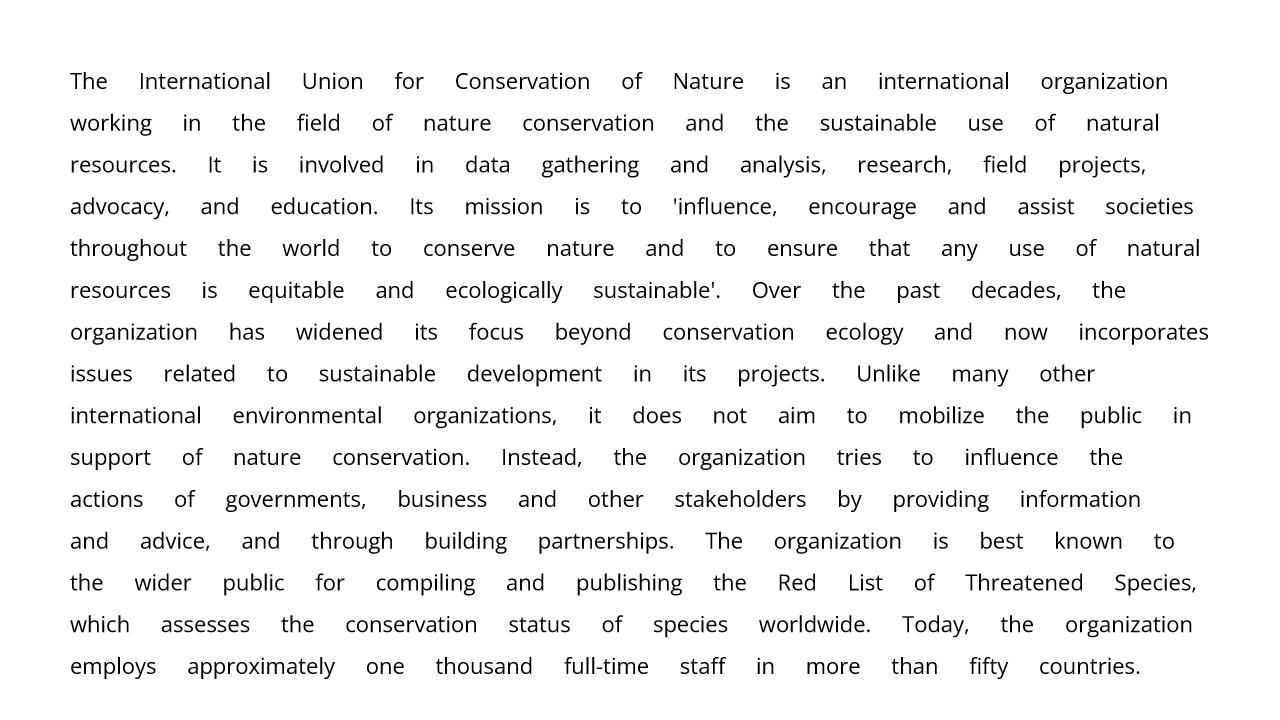 The International Union for Conservation of Nature is an international organization
working in the field of nature conservation and the sustainable use of natural
resources. It is involved in data gathering and analysis, research, field projects,
advocacy, and education. Its mission is to 'influence, encourage and assist societies
throughout the world to conserve nature and to ensure that any use of natural
resources is equitable and ecologically sustainable'. Over the past decades, the
organization has widened its focus beyond conservation ecology and now incorporates
issues related to sustainable development in its projects. Unlike many other
international environmental organizations, it does not aim to mobilize the public in
support of nature conservation. Instead, the organization tries to influence the
actions of governments, business and other stakeholders by providing information
and advice, and through building partnerships. The organization is best known to
the wider public for compiling and publishing the Red List of Threatened Species,
which assesses the conservation status of species worldwide. Today, the organization
employs approximately one thousand full-time staff in more than fifty countries.